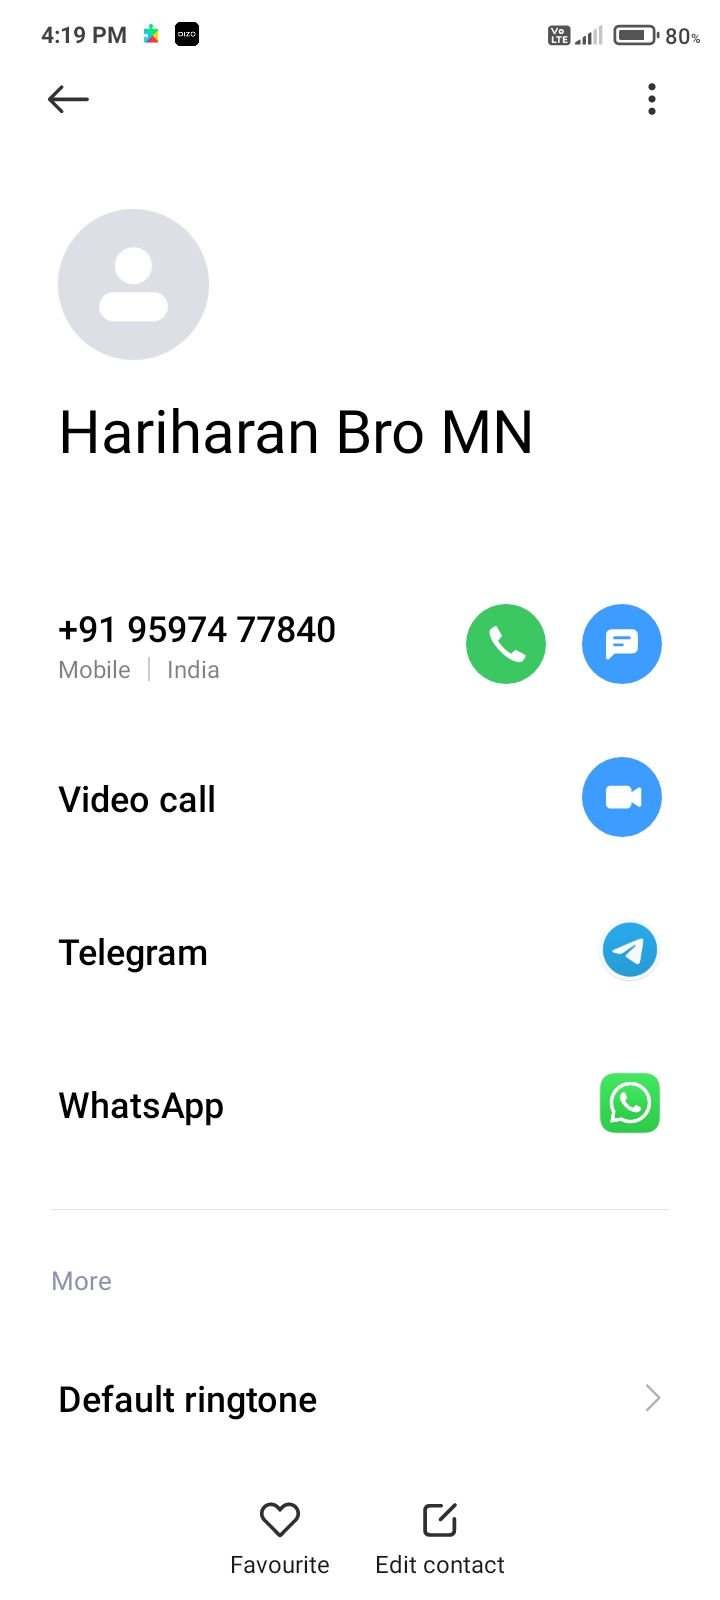 4:19 PM DIZO Vo LTE 80%
Hariharan Bro MN
+91 95974 77840
Mobile | India
Video call
Telegram
WhatsApp
More
Default ringtone
Favourite Edit contact